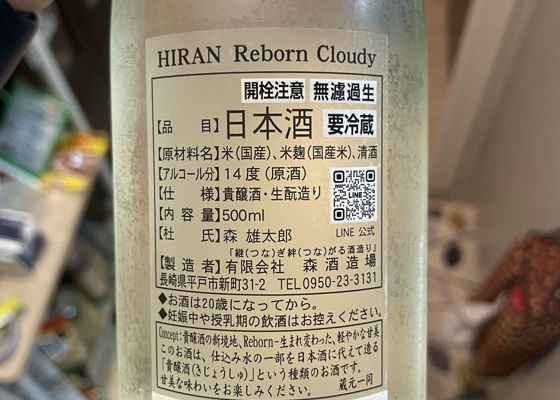 HIRAN Reborn Cloudy
開栓注意 無濾過生
【品　目】日本酒 要冷蔵
【原材料名】米(国産)、米麹(国産米)、清酒
【アルコール分】14度(原酒)
【仕　様】貴醸酒・生酛造り
【内容量】500ml
LINE 公式
【杜　氏】森 雄太郎
「継(つな)ぎ絆(つな)がる酒造り」
【製造者】有限会社 森酒造場
長崎県平戸市新町31-2 TEL0950-23-3131
◆お酒は20歳になってから。
◆妊娠中や授乳期の飲酒はお控えください。
Concept:貴醸酒の新境地、Reborn-生まれ変わった、軽やかな甘美
このお酒は、仕込み水の一部を日本酒に代えて造る
「貴醸酒(きじょうしゅ)」という種類のお酒です。
甘美な味わいをお楽しみください。 蔵元一同